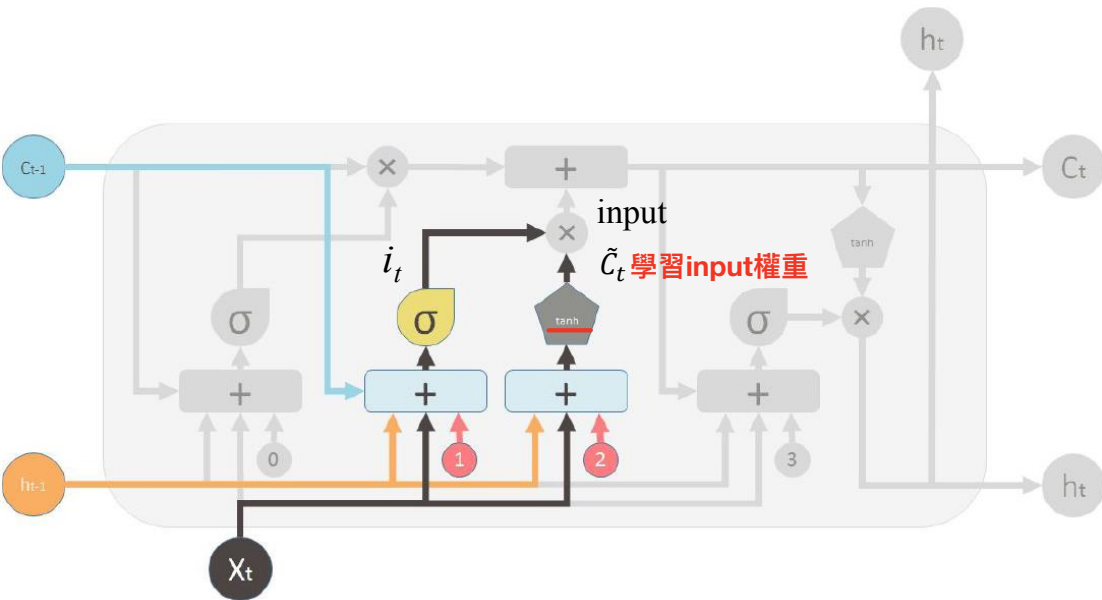 ht
Ct-1
×
+
Ct
input
×
tanh
it
C̃t 學習input權重
σ
σ
tanh
σ
×
+
+
+
+
0
1
2
3
ht-1
ht
Xt